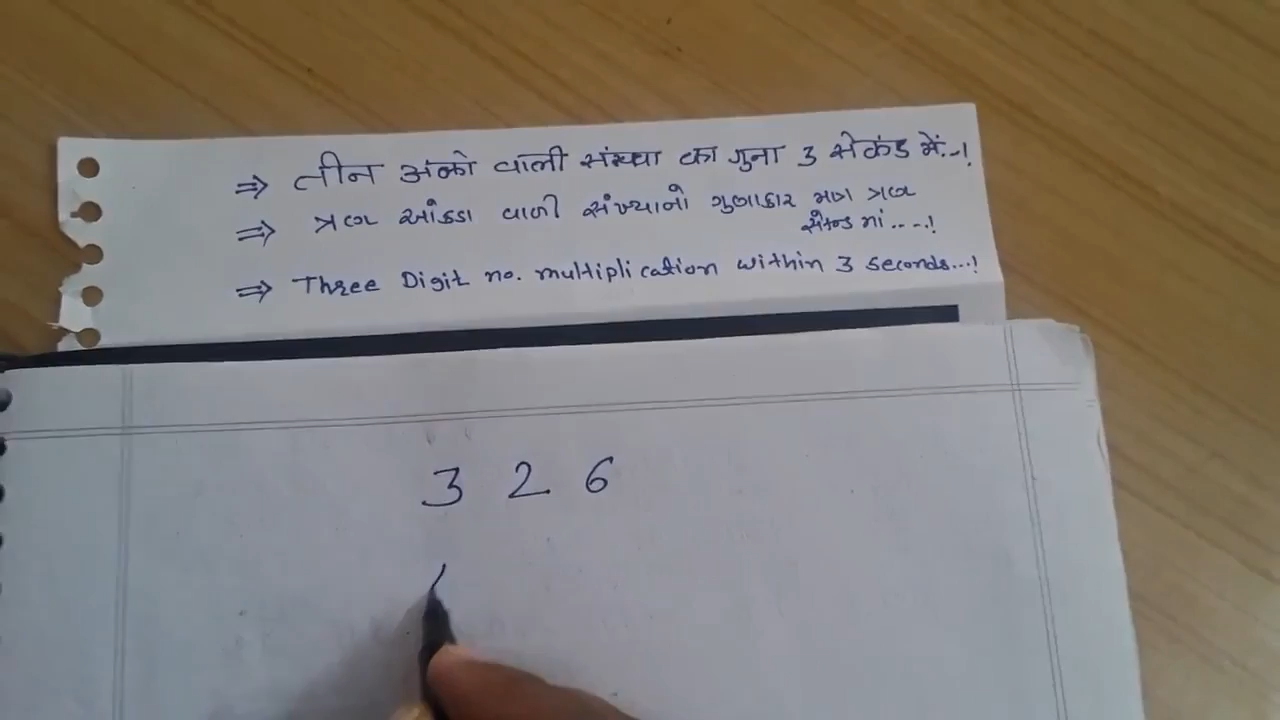 ⇒ तीन अंको वाली संख्या का गुना 3 सेकंड में...!
⇒ ત્રણ આંકડા વાળી સંખ્યાનો ગુણાકાર માત્ર ત્રણ
સેકન્ડ માં.....!
⇒ Three Digit no. multiplication within 3 seconds...!
3 2 6